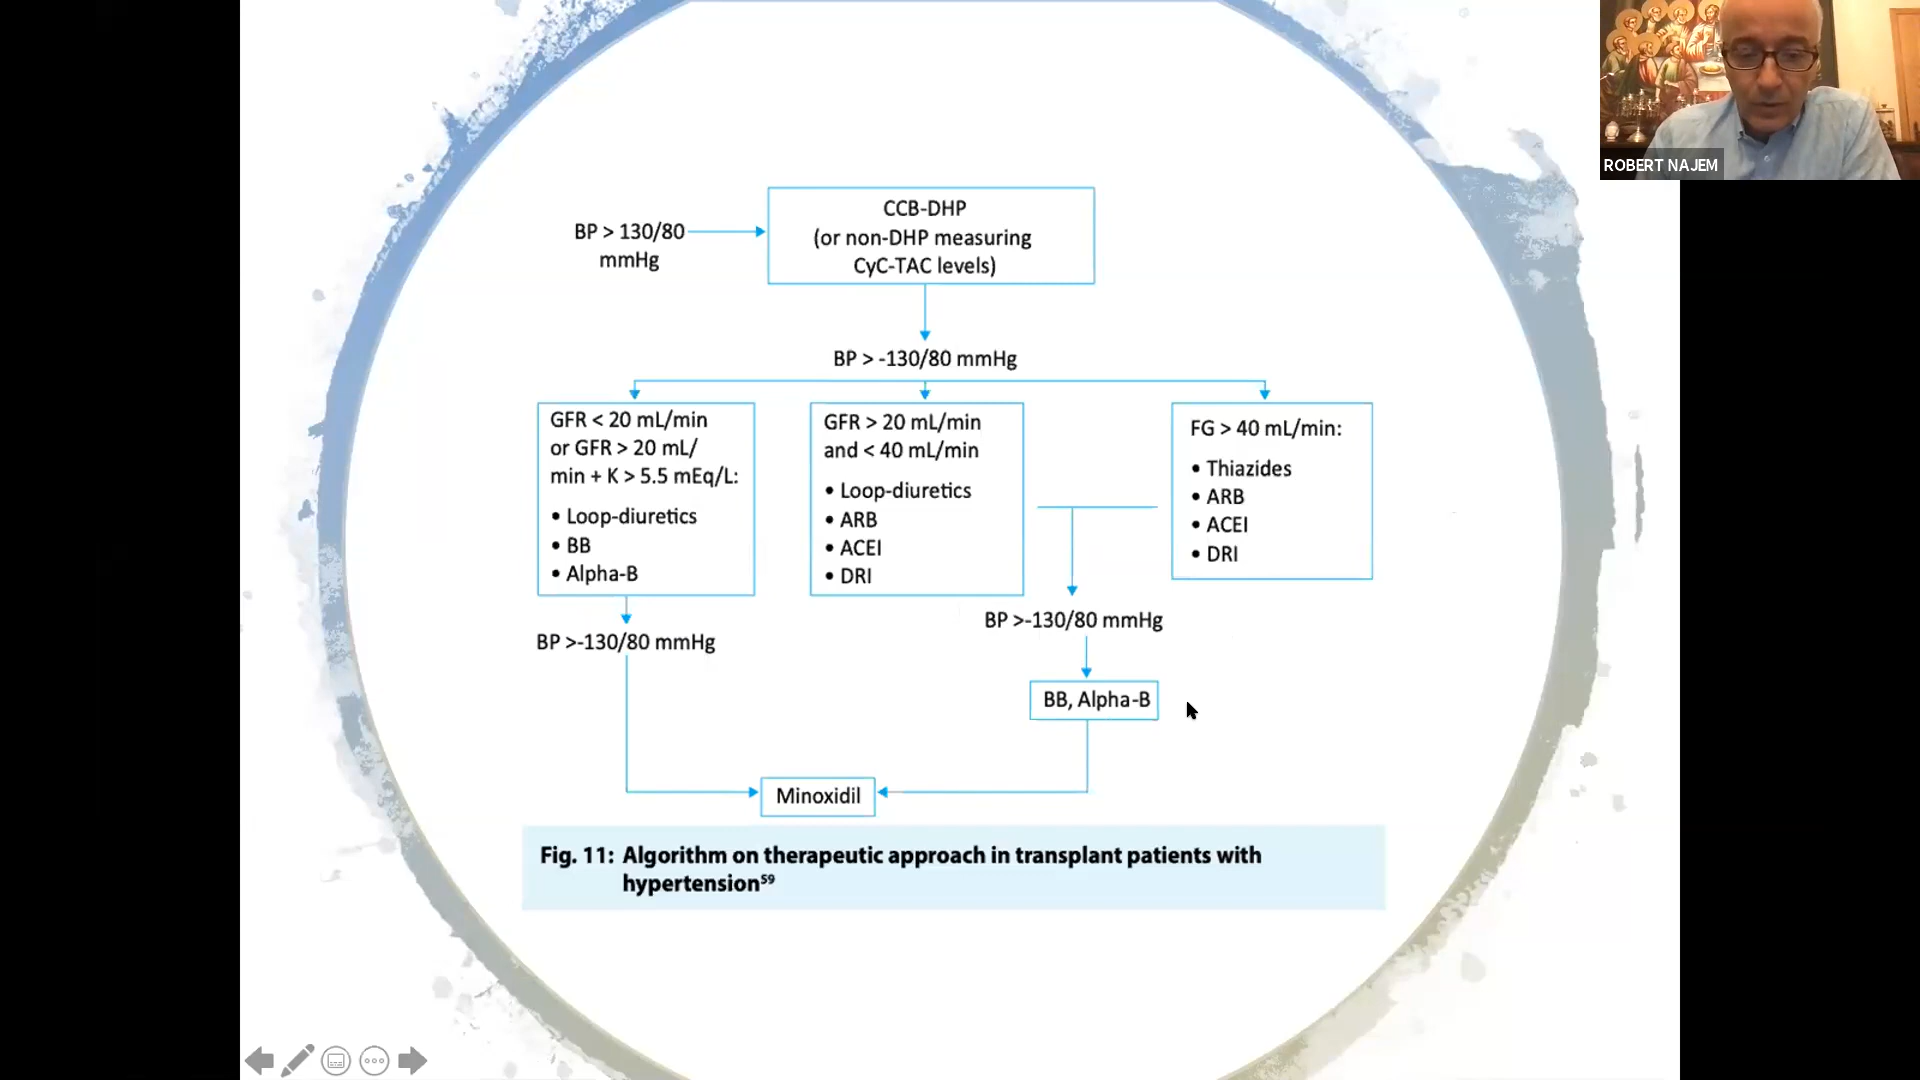 ROBERT NAJEM
BP > 130/80
mmHg
CCB-DHP
(or non-DHP measuring
CyC-TAC levels)
BP > -130/80 mmHg
GFR < 20 mL/min
or GFR > 20 mL/
min + K > 5.5 mEq/L:
• Loop-diuretics
• BB
• Alpha-B
GFR > 20 mL/min
and < 40 mL/min
• Loop-diuretics
• ARB
• ACEI
• DRI
FG > 40 mL/min:
• Thiazides
• ARB
• ACEI
• DRI
BP >-130/80 mmHg
BP >-130/80 mmHg
BB, Alpha-B
Minoxidil
Fig. 11: Algorithm on therapeutic approach in transplant patients with
hypertension⁵⁹